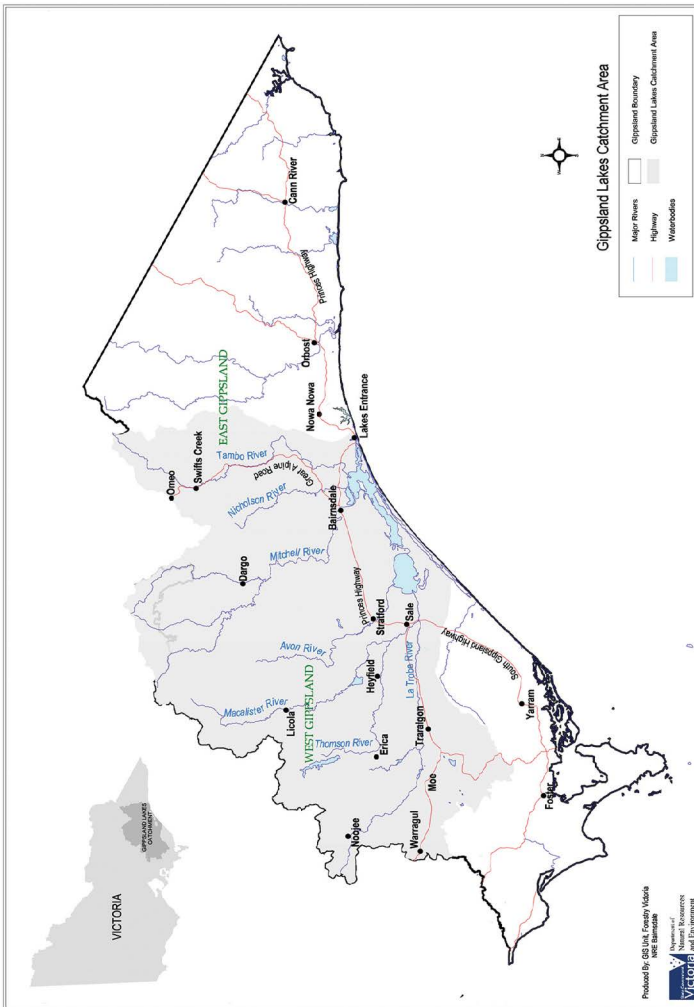 VICTORIA
GIPPSLAND LAKES
CATCHMENT
Omeo
Swifts Creek
EAST GIPPSLAND
Tambo River
Great Alpine Road
Nicholson River
Dargo
Mitchell River
Bairnsdale
Nowa Nowa
Orbost
Princes Highway
Cann River
Lakes Entrance
Avon River
Princes Highway
Stratford
Sale
Macalister River
Licola
WEST GIPPSLAND
Heyfield
La Trobe River
Thomson River
Erica
Traralgon
Moe
Noojee
Warragul
South Gippsland Highway
Yarram
Foster
Gippsland Lakes Catchment Area
Major Rivers
Highway
Waterbodies
Gippsland Boundary
Gippsland Lakes Catchment Area
Produced By: GIS Unit, Forestry Victoria
NRE Bairnsdale
Victoria
Department of
Natural Resources
and Environment